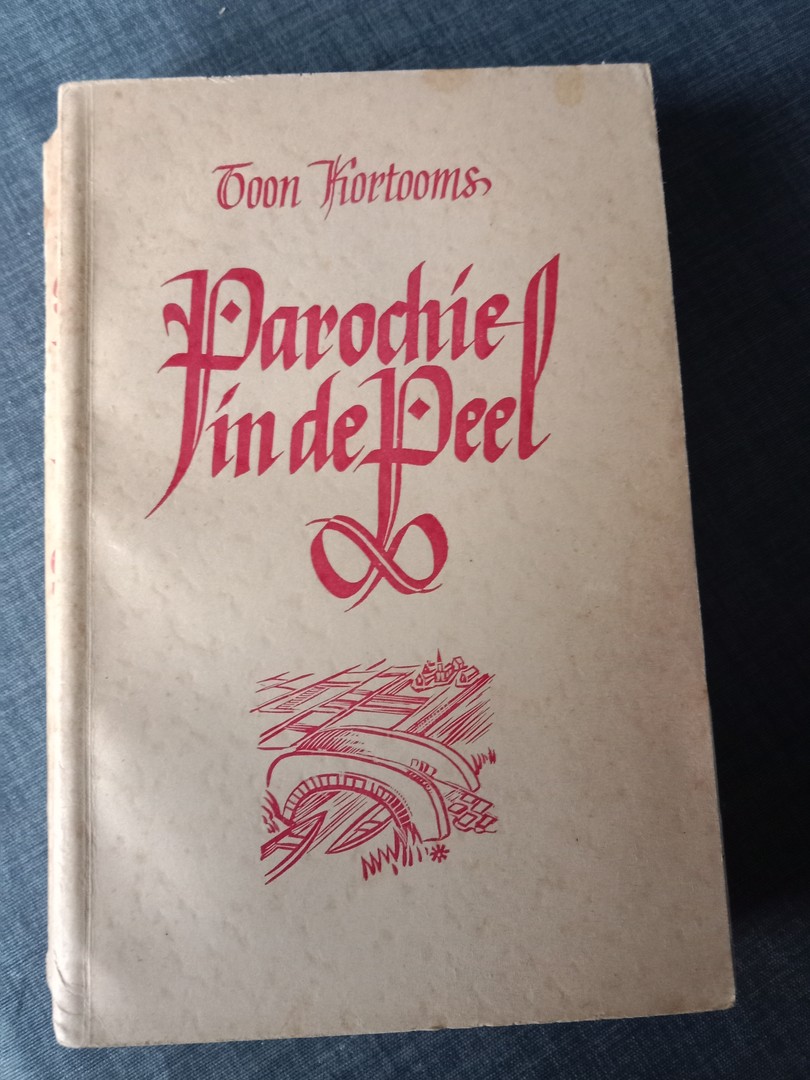 Toon Kortooms
Parochie
in de Peel